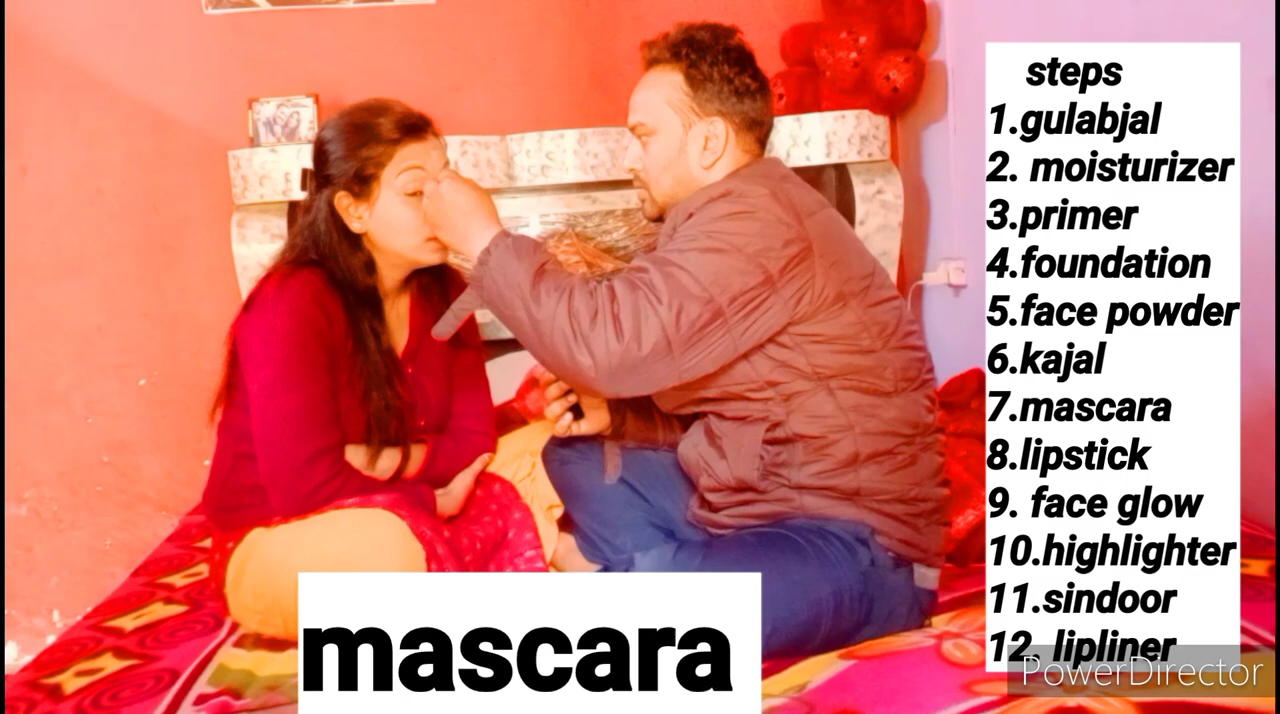 steps
1.gulabjal
2. moisturizer
3.primer
4.foundation
5.face powder
6.kajal
7.mascara
8.lipstick
9. face glow
10.highlighter
11.sindoor
12. lipliner
PowerDirector
mascara